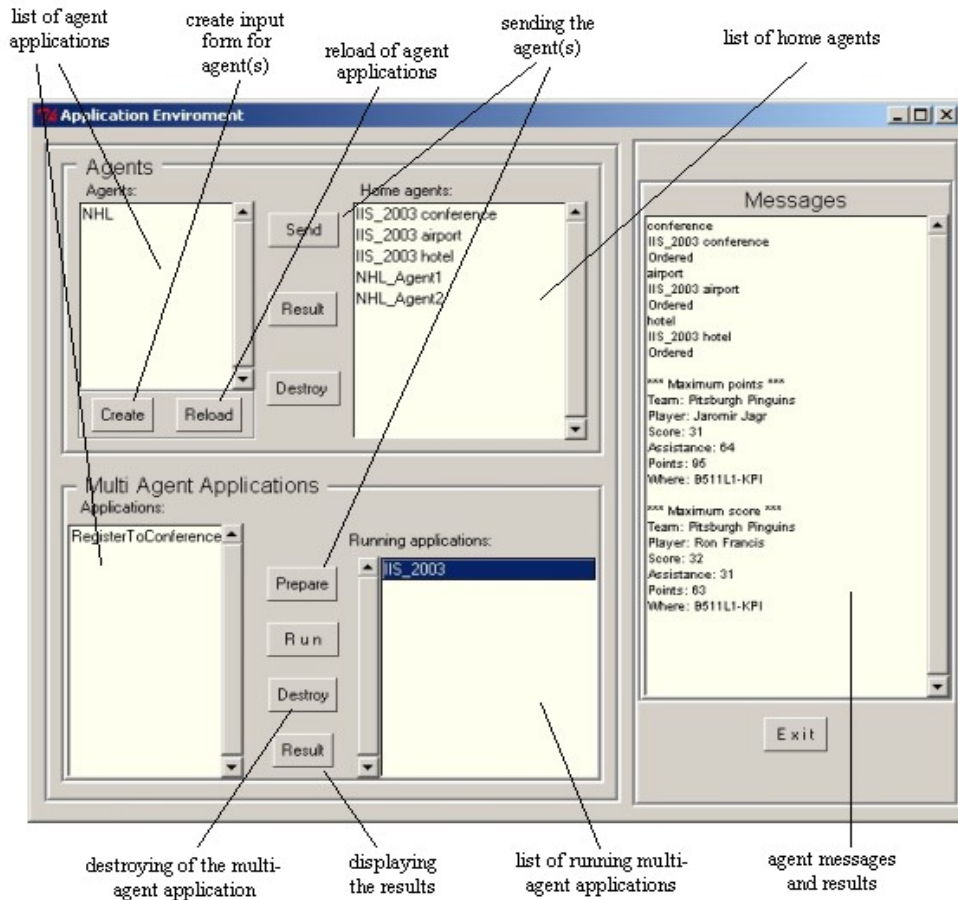 list of agent
applications
create input
form for
agent(s)
reload of agent
applications
sending the
agent(s)
list of home agents
Application Enviroment
Agents
Agents:
NHL
Create
Reload
Send
Result
Destroy
Home agents:
IIS_2003 conference
IIS_2003 airport
IIS_2003 hotel
NHL_Agent1
NHL_Agent2
Multi Agent Applications
Applications:
RegisterToConference
Prepare
R u n
Destroy
Result
Running applications:
IIS_2003
Messages
conference
IIS_2003 conference
Ordered
airport
IIS_2003 airport
Ordered
hotel
IIS_2003 hotel
Ordered
*** Maximum points ***
Team: Pitsburgh Pinguins
Player: Jaromir Jagr
Score: 31
Assistance: 64
Points: 95
Where: B511L1-KPI
*** Maximum score ***
Team: Pitsburgh Pinguins
Player: Ron Francis
Score: 32
Assistance: 31
Points: 63
Where: B511L1-KPI
E x i t
destroying of the multi-
agent application
displaying
the results
list of running multi-
agent applications
agent messages
and results